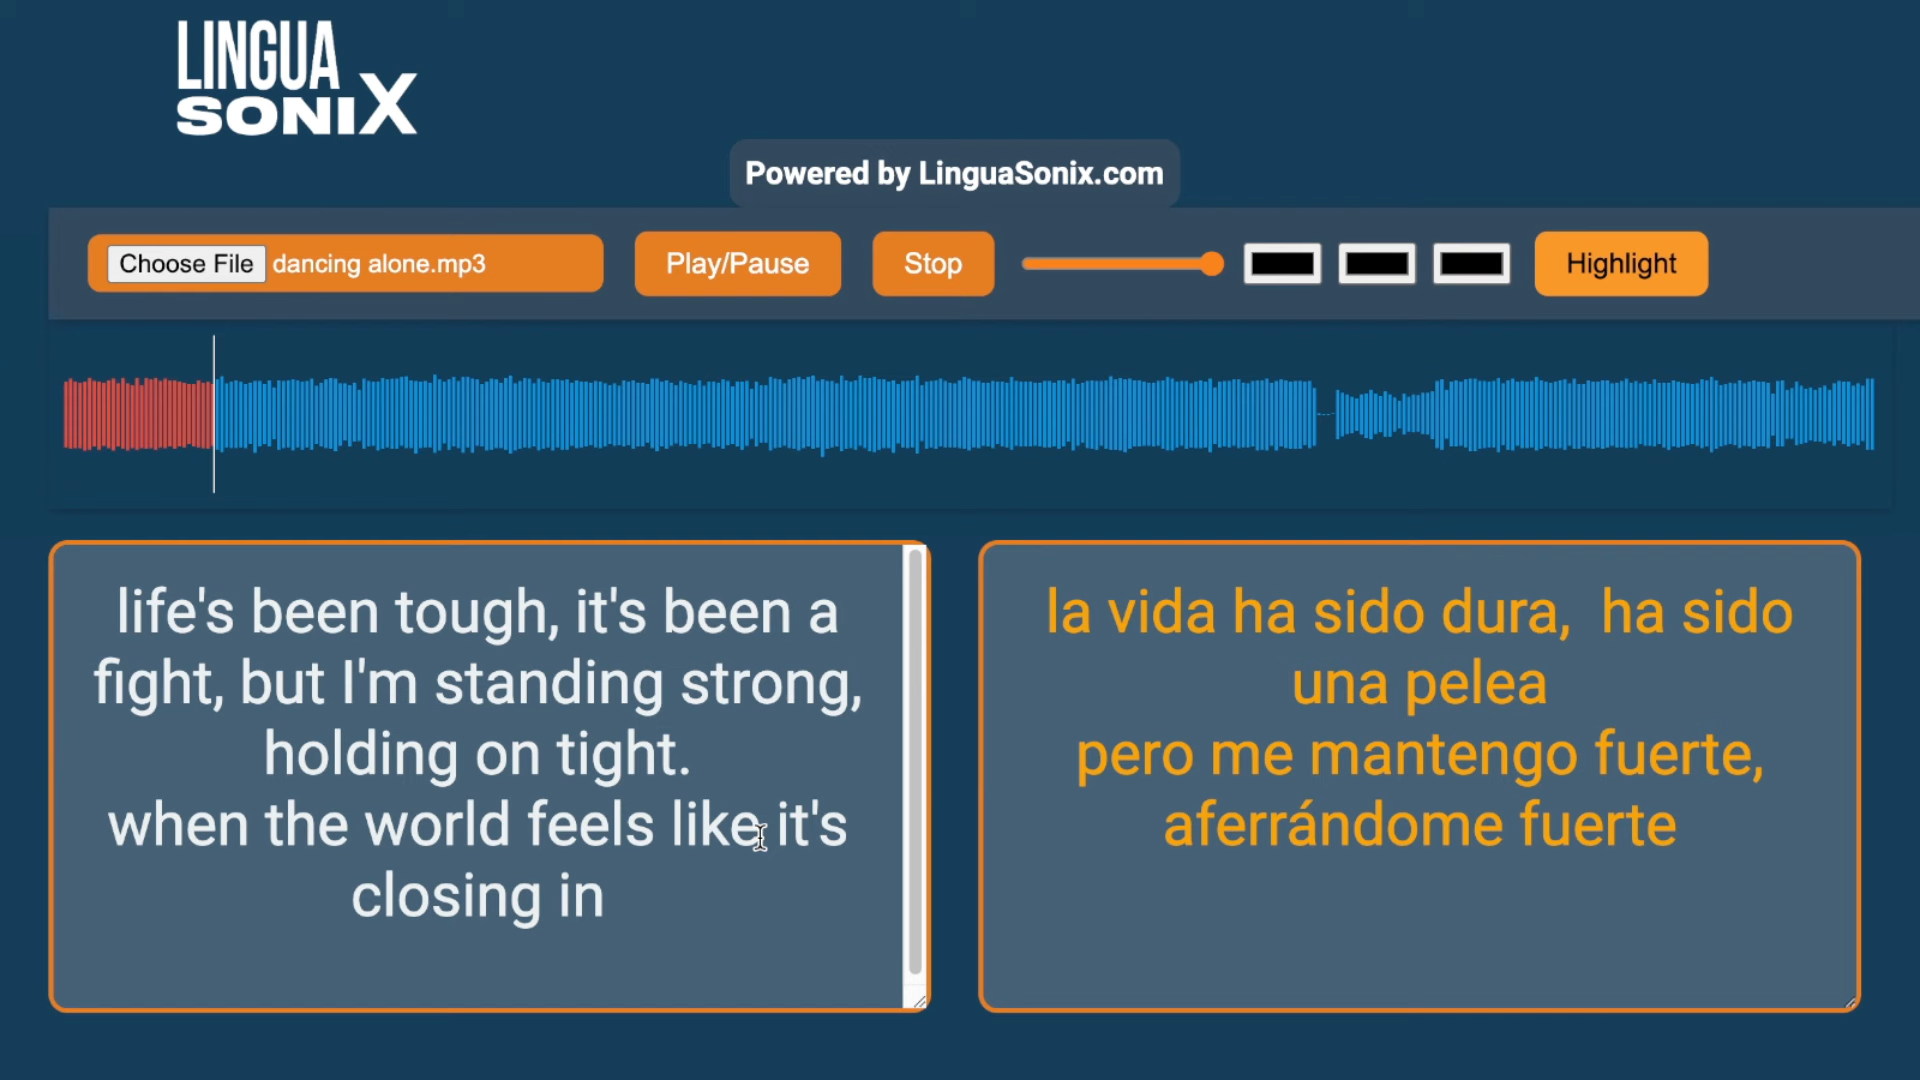 LINGUA
SONIX
Powered by LinguaSonix.com
Choose File dancing alone.mp3
Play/Pause
Stop
Highlight
life's been tough, it's been a
fight, but I'm standing strong,
holding on tight.
when the world feels like it's
closing in
la vida ha sido dura,  ha sido
una pelea
pero me mantengo fuerte,
aferrándome fuerte